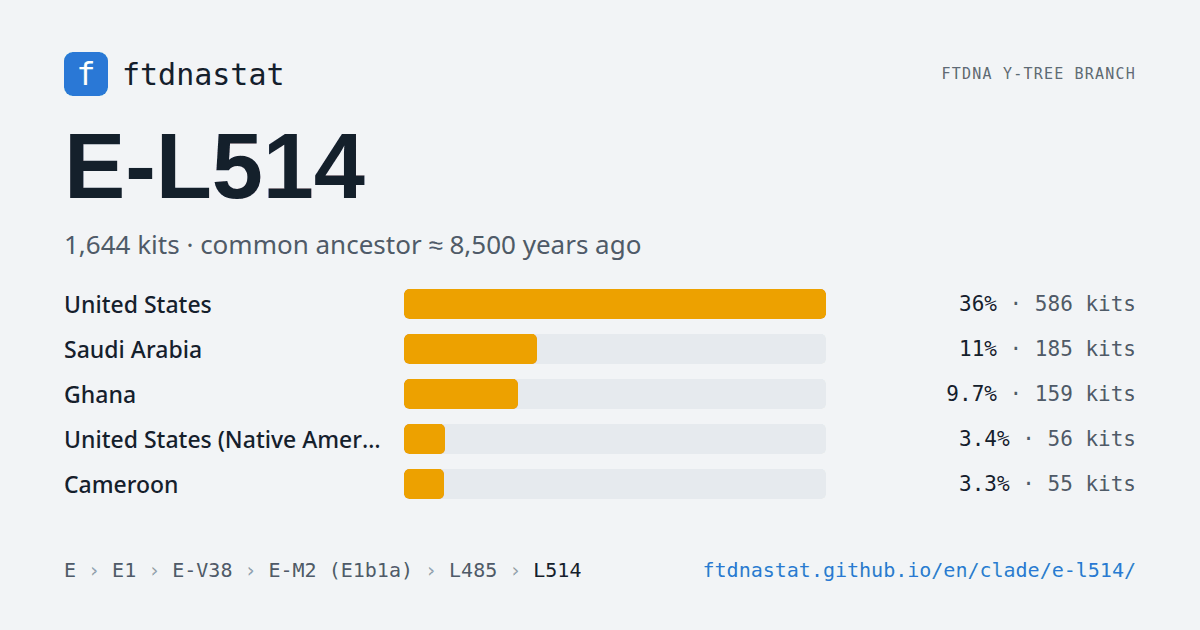 f ftdnastat
FTDNA Y-TREE BRANCH
E-L514
1,644 kits · common ancestor ≈ 8,500 years ago
United States 36% · 586 kits
Saudi Arabia 11% · 185 kits
Ghana 9.7% · 159 kits
United States (Native Amer... 3.4% · 56 kits
Cameroon 3.3% · 55 kits
E › E1 › E-V38 › E-M2 (E1b1a) › L485 › L514
ftdnastat.github.io/en/clade/e-l514/